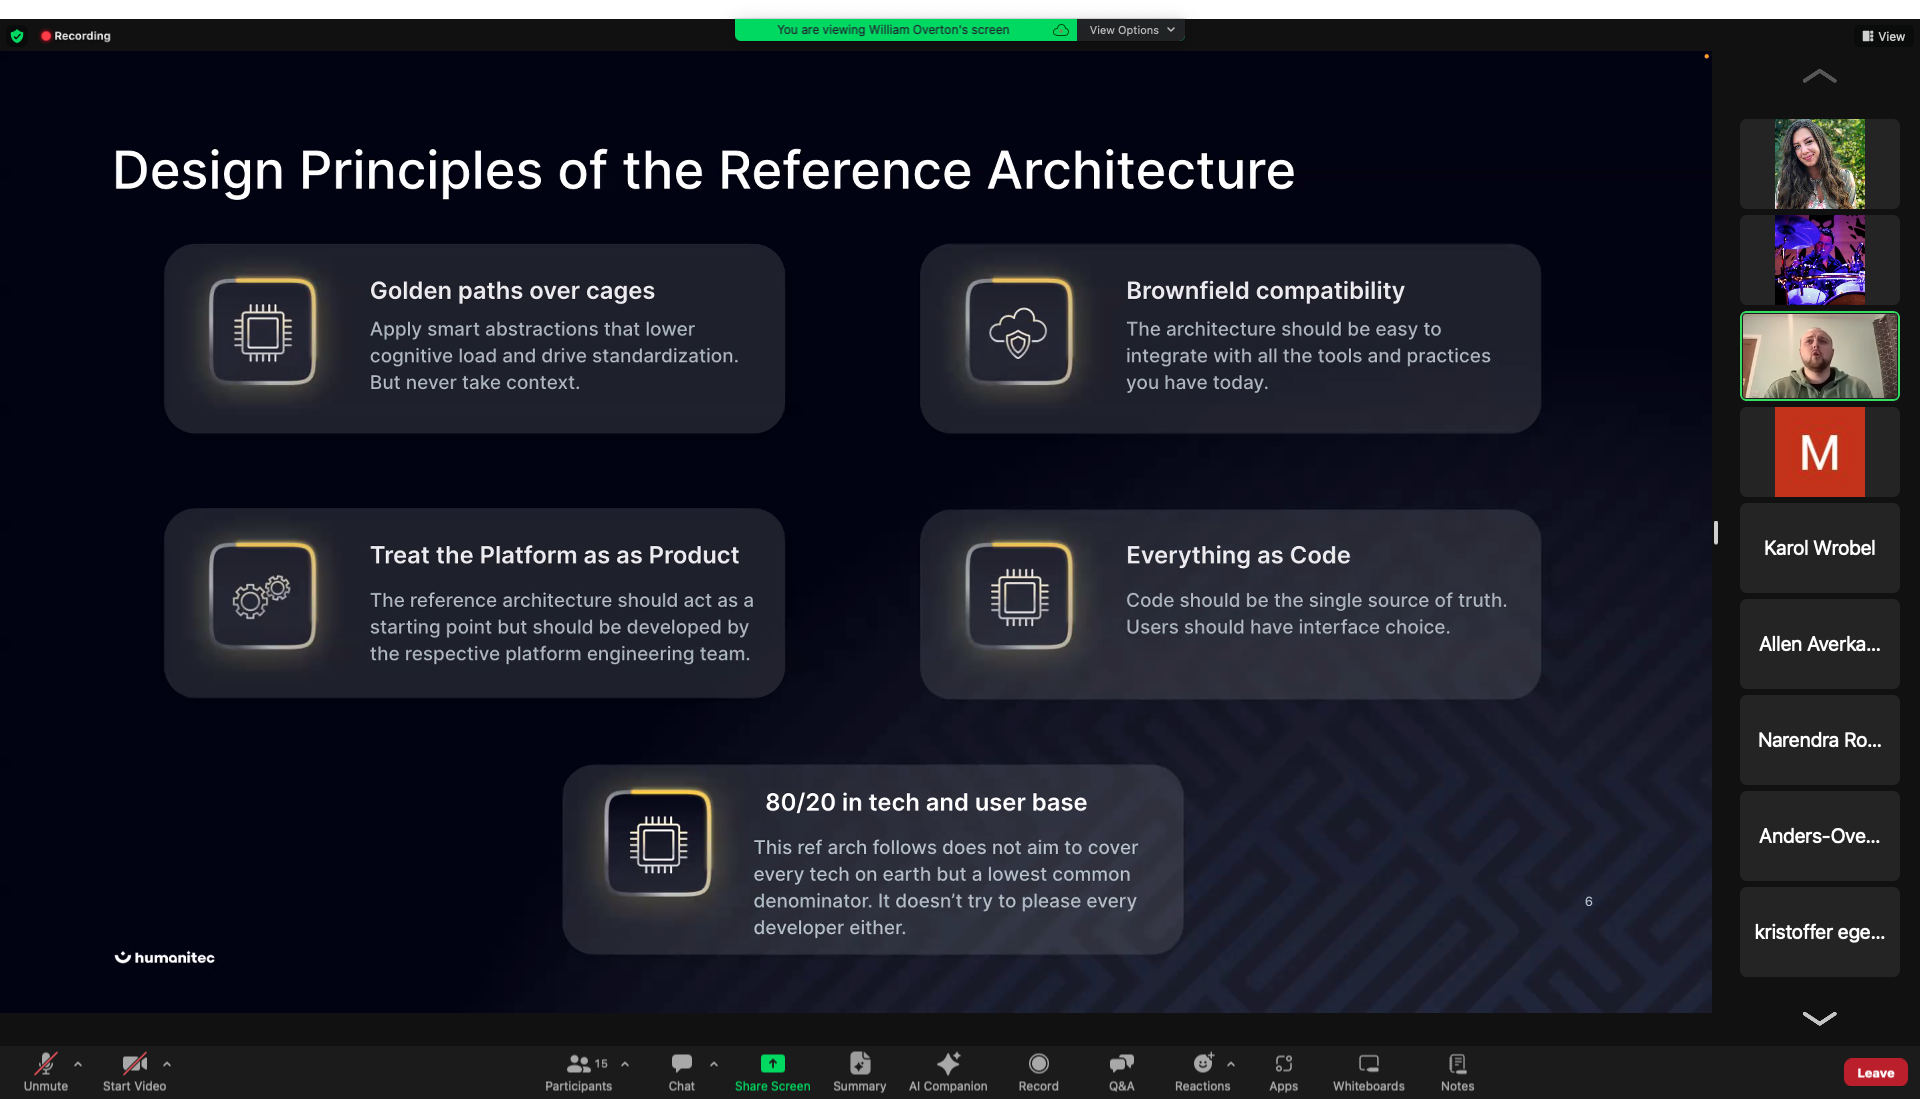 Recording
You are viewing William Overton's screen
View Options
View
Design Principles of the Reference Architecture
Golden paths over cages
Apply smart abstractions that lower
cognitive load and drive standardization.
But never take context.
Brownfield compatibility
The architecture should be easy to
integrate with all the tools and practices
you have today.
Treat the Platform as as Product
The reference architecture should act as a
starting point but should be developed by
the respective platform engineering team.
Everything as Code
Code should be the single source of truth.
Users should have interface choice.
80/20 in tech and user base
This ref arch follows does not aim to cover
every tech on earth but a lowest common
denominator. It doesn’t try to please every
developer either.
6
humanitec
M
Karol Wrobel
Allen Averka...
Narendra Ro...
Anders-Ove...
kristoffer ege...
Unmute
Start Video
15
Participants
Chat
Share Screen
Summary
AI Companion
Record
Q&A
Reactions
Apps
Whiteboards
Notes
Leave